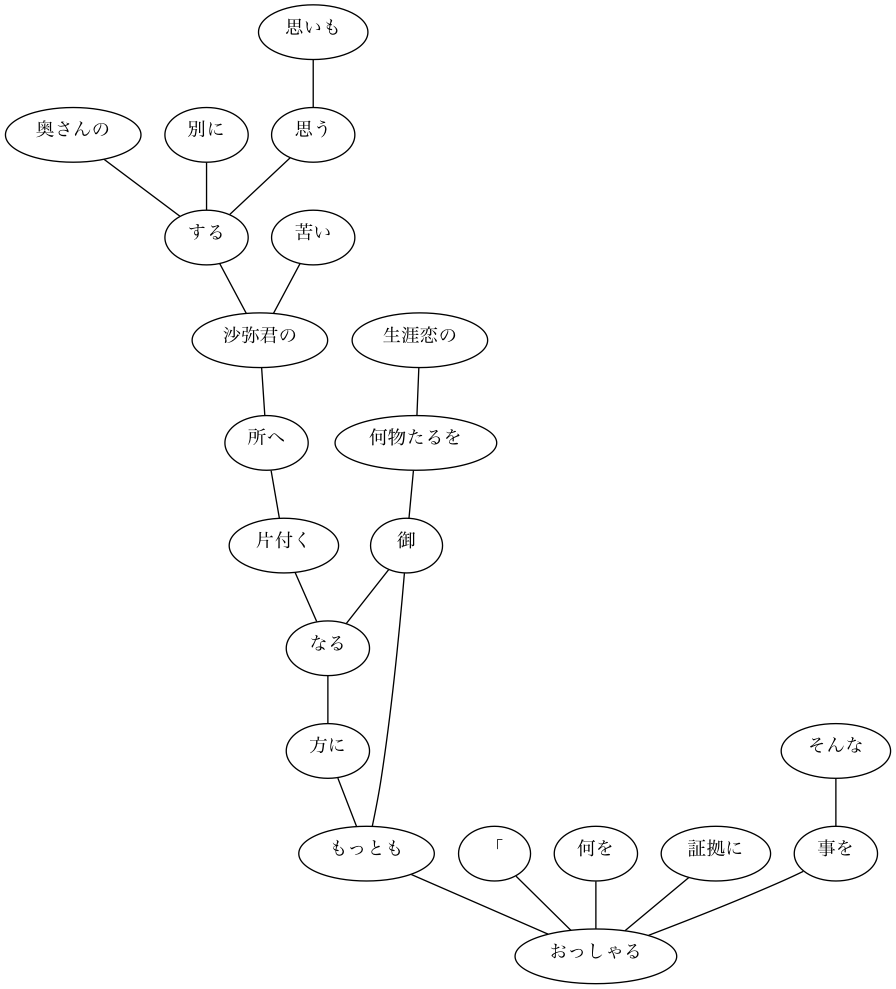 思いも
奥さんの
別に
思う
する
苦い
沙弥君の
生涯恋の
所へ
何物たるを
片付く
御
なる
方に
そんな
もっとも
「
何を
証拠に
事を
おっしゃる